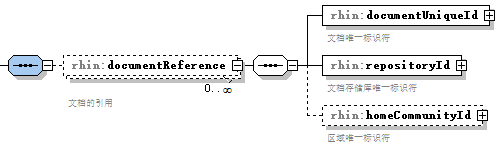 rhin:documentUniqueId
文档唯一标识符
rhin:documentReference
0..∞
文档的引用
rhin:repositoryId
文档存储库唯一标识符
rhin:homeCommunityId
区域唯一标识符